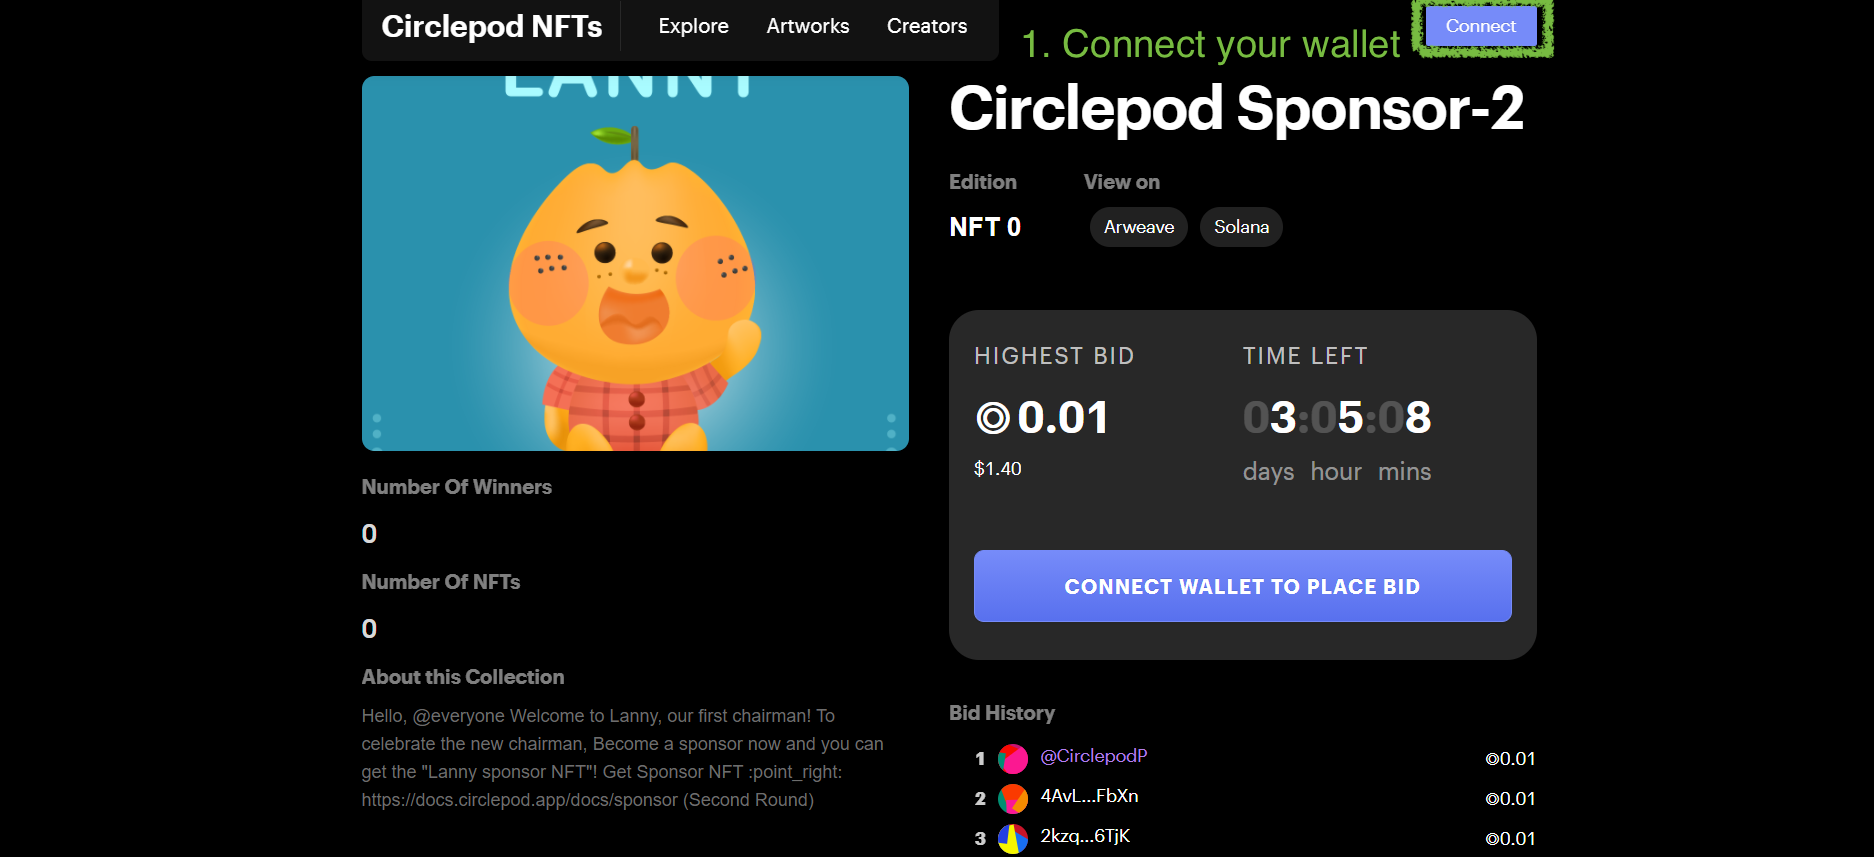 Circlepod NFTs
Explore
Artworks
Creators
1. Connect your wallet
Connect
LANNY
Circlepod Sponsor-2
Edition
View on
NFT 0
Arweave
Solana
HIGHEST BID
TIME LEFT
0.01
03:05:08
$1.40
days hour mins
CONNECT WALLET TO PLACE BID
Number Of Winners
0
Number Of NFTs
0
About this Collection
Hello, @everyone Welcome to Lanny, our first chairman! To
celebrate the new chairman, Become a sponsor now and you can
get the "Lanny sponsor NFT"! Get Sponsor NFT :point_right:
https://docs.circlepod.app/docs/sponsor (Second Round)
Bid History
1 @CirclepodP ◎0.01
2 4AvL...FbXn ◎0.01
3 2kzq...6TjK ◎0.01